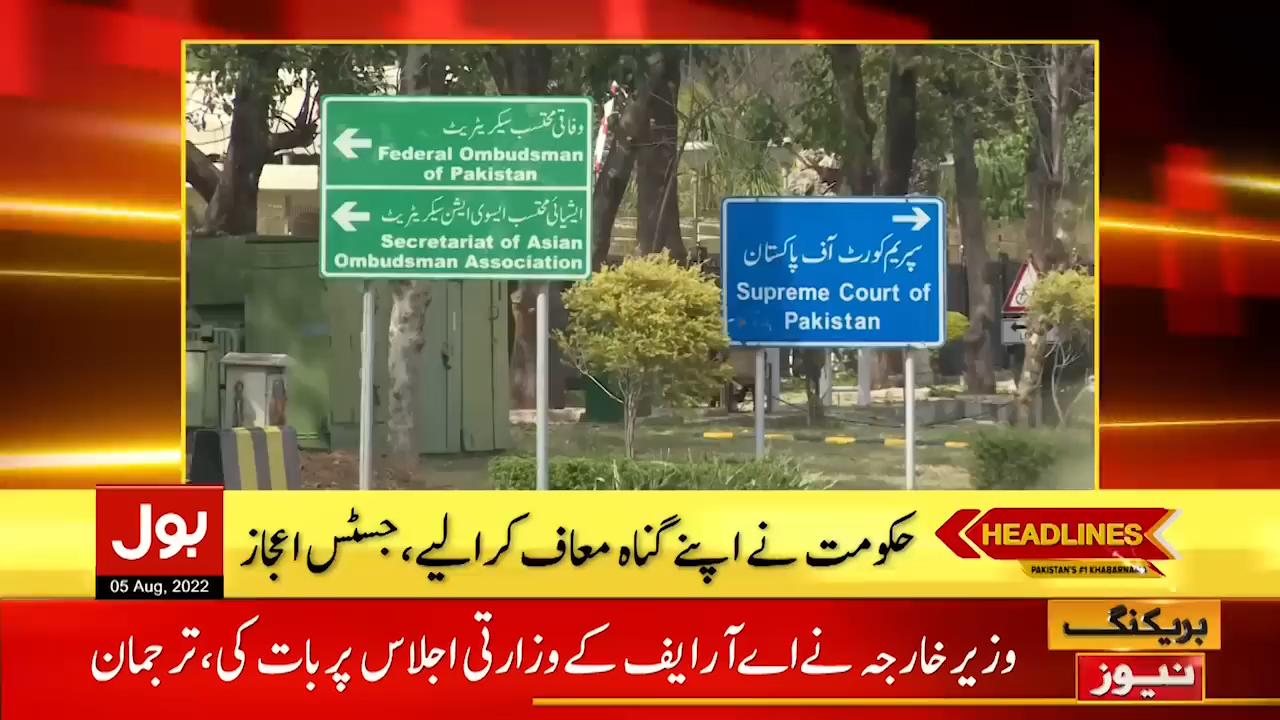 وفاقی محتسب سیکریٹریٹ
Federal Ombudsman
of Pakistan
ایشیائی محتسب ایسوی ایشن سیکریٹریٹ
Secretariat of Asian
Ombudsman Association
سپریم کورٹ آف پاکستان
Supreme Court of
Pakistan
HEADLINES
PAKISTAN'S #1
حکومت نے اپنے گناہ معاف کرالیے، جسٹس اعجاز
بول
05 Aug, 2022
بریکنگ
نیوز
وزیر خارجہ نے اے آر ایف کے وزارتی اجلاس پر بات کی، ترجمان